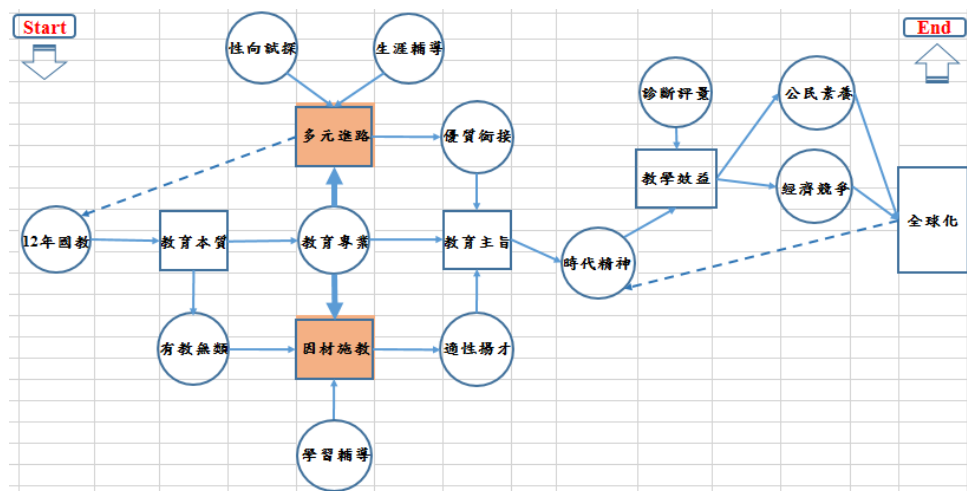 Start
End
性向試探
生涯輔導
診斷評量
公民素養
多元進路
優質銜接
教學效益
經濟競爭
全球化
12年國教
教育本質
教育專業
教育主旨
時代精神
有教無類
因材施教
適性揚才
學習輔導